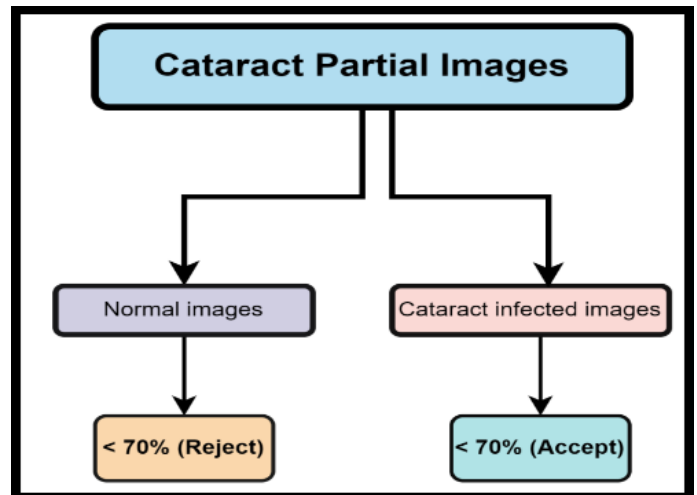 Cataract Partial Images
Normal images
Cataract infected images
< 70% (Reject)
< 70% (Accept)